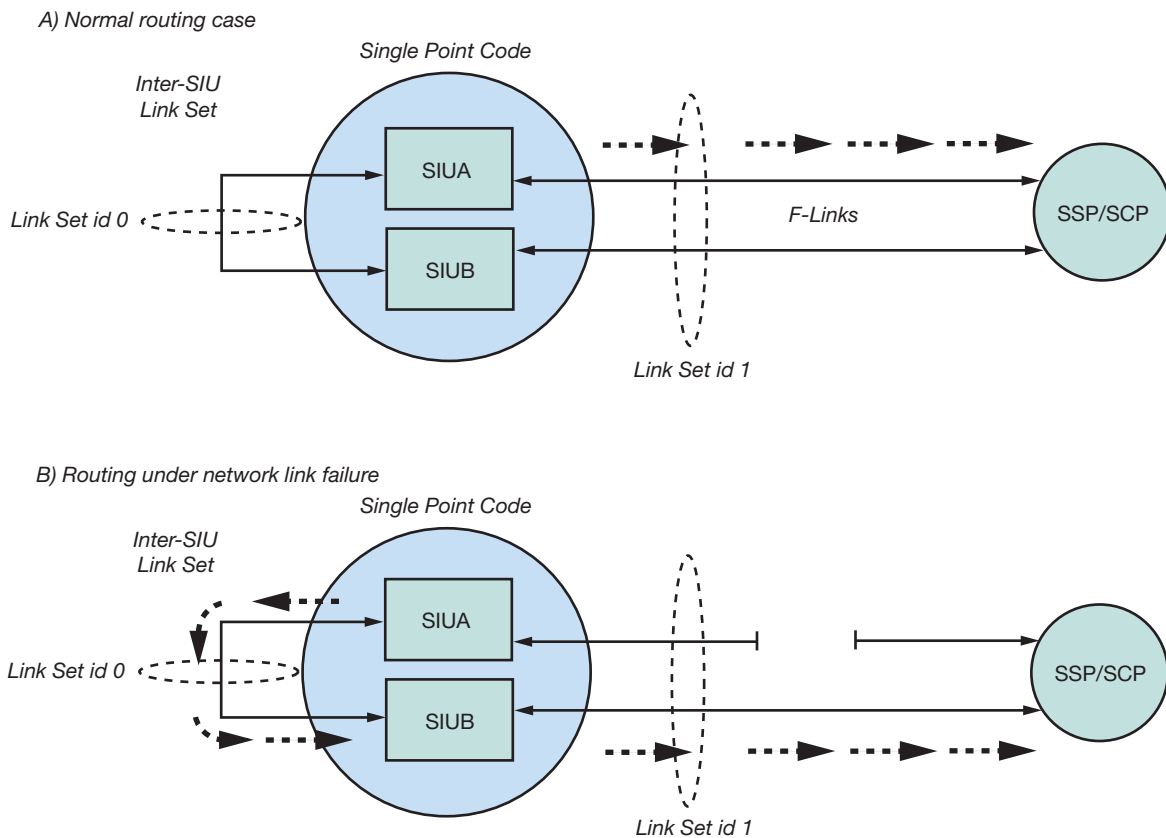 A) Normal routing case
Single Point Code
Inter-SIU
Link Set
SIUA
Link Set id 0
F-Links
SSP/SCP
SIUB
Link Set id 1
B) Routing under network link failure
Single Point Code
Inter-SIU
Link Set
SIUA
Link Set id 0
SSP/SCP
SIUB
Link Set id 1